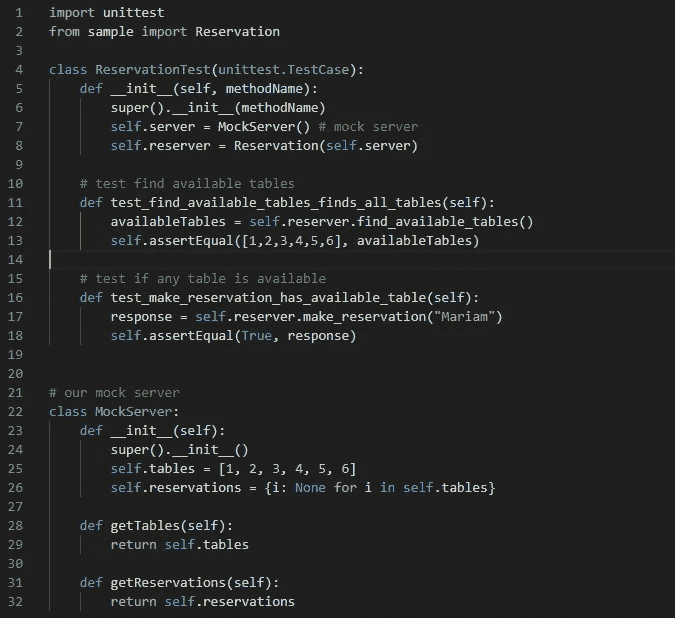 1 import unittest
2 from sample import Reservation
3
4 class ReservationTest(unittest.TestCase):
5     def __init__(self, methodName):
6         super().__init__(methodName)
7         self.server = MockServer() # mock server
8         self.reserver = Reservation(self.server)
9
10     # test find available tables
11     def test_find_available_tables_finds_all_tables(self):
12         availableTables = self.reserver.find_available_tables()
13         self.assertEqual([1,2,3,4,5,6], availableTables)
14
15     # test if any table is available
16     def test_make_reservation_has_available_table(self):
17         response = self.reserver.make_reservation("Mariam")
18         self.assertEqual(True, response)
19
20
21 # our mock server
22 class MockServer:
23     def __init__(self):
24         super().__init__()
25         self.tables = [1, 2, 3, 4, 5, 6]
26         self.reservations = {i: None for i in self.tables}
27
28     def getTables(self):
29         return self.tables
30
31     def getReservations(self):
32         return self.reservations